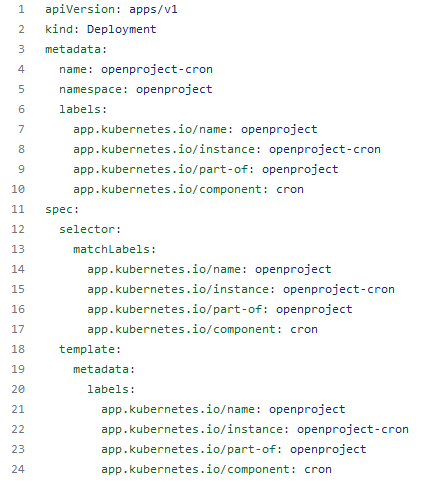 1 apiVersion: apps/v1
2 kind: Deployment
3 metadata:
4   name: openproject-cron
5   namespace: openproject
6   labels:
7     app.kubernetes.io/name: openproject
8     app.kubernetes.io/instance: openproject-cron
9     app.kubernetes.io/part-of: openproject
10     app.kubernetes.io/component: cron
11 spec:
12   selector:
13     matchLabels:
14       app.kubernetes.io/name: openproject
15       app.kubernetes.io/instance: openproject-cron
16       app.kubernetes.io/part-of: openproject
17       app.kubernetes.io/component: cron
18   template:
19     metadata:
20       labels:
21         app.kubernetes.io/name: openproject
22         app.kubernetes.io/instance: openproject-cron
23         app.kubernetes.io/part-of: openproject
24         app.kubernetes.io/component: cron